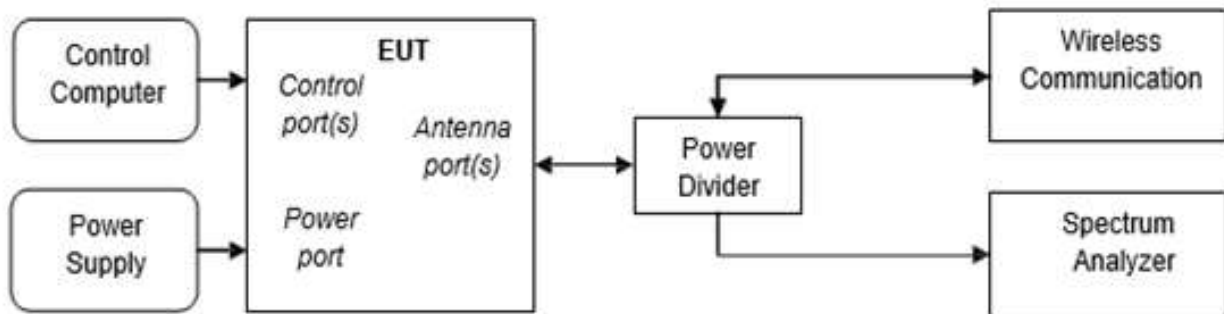 Control
Computer
EUT
Control
port(s)
Antenna
port(s)
Power
port
Power
Supply
Power
Divider
Wireless
Communication
Spectrum
Analyzer